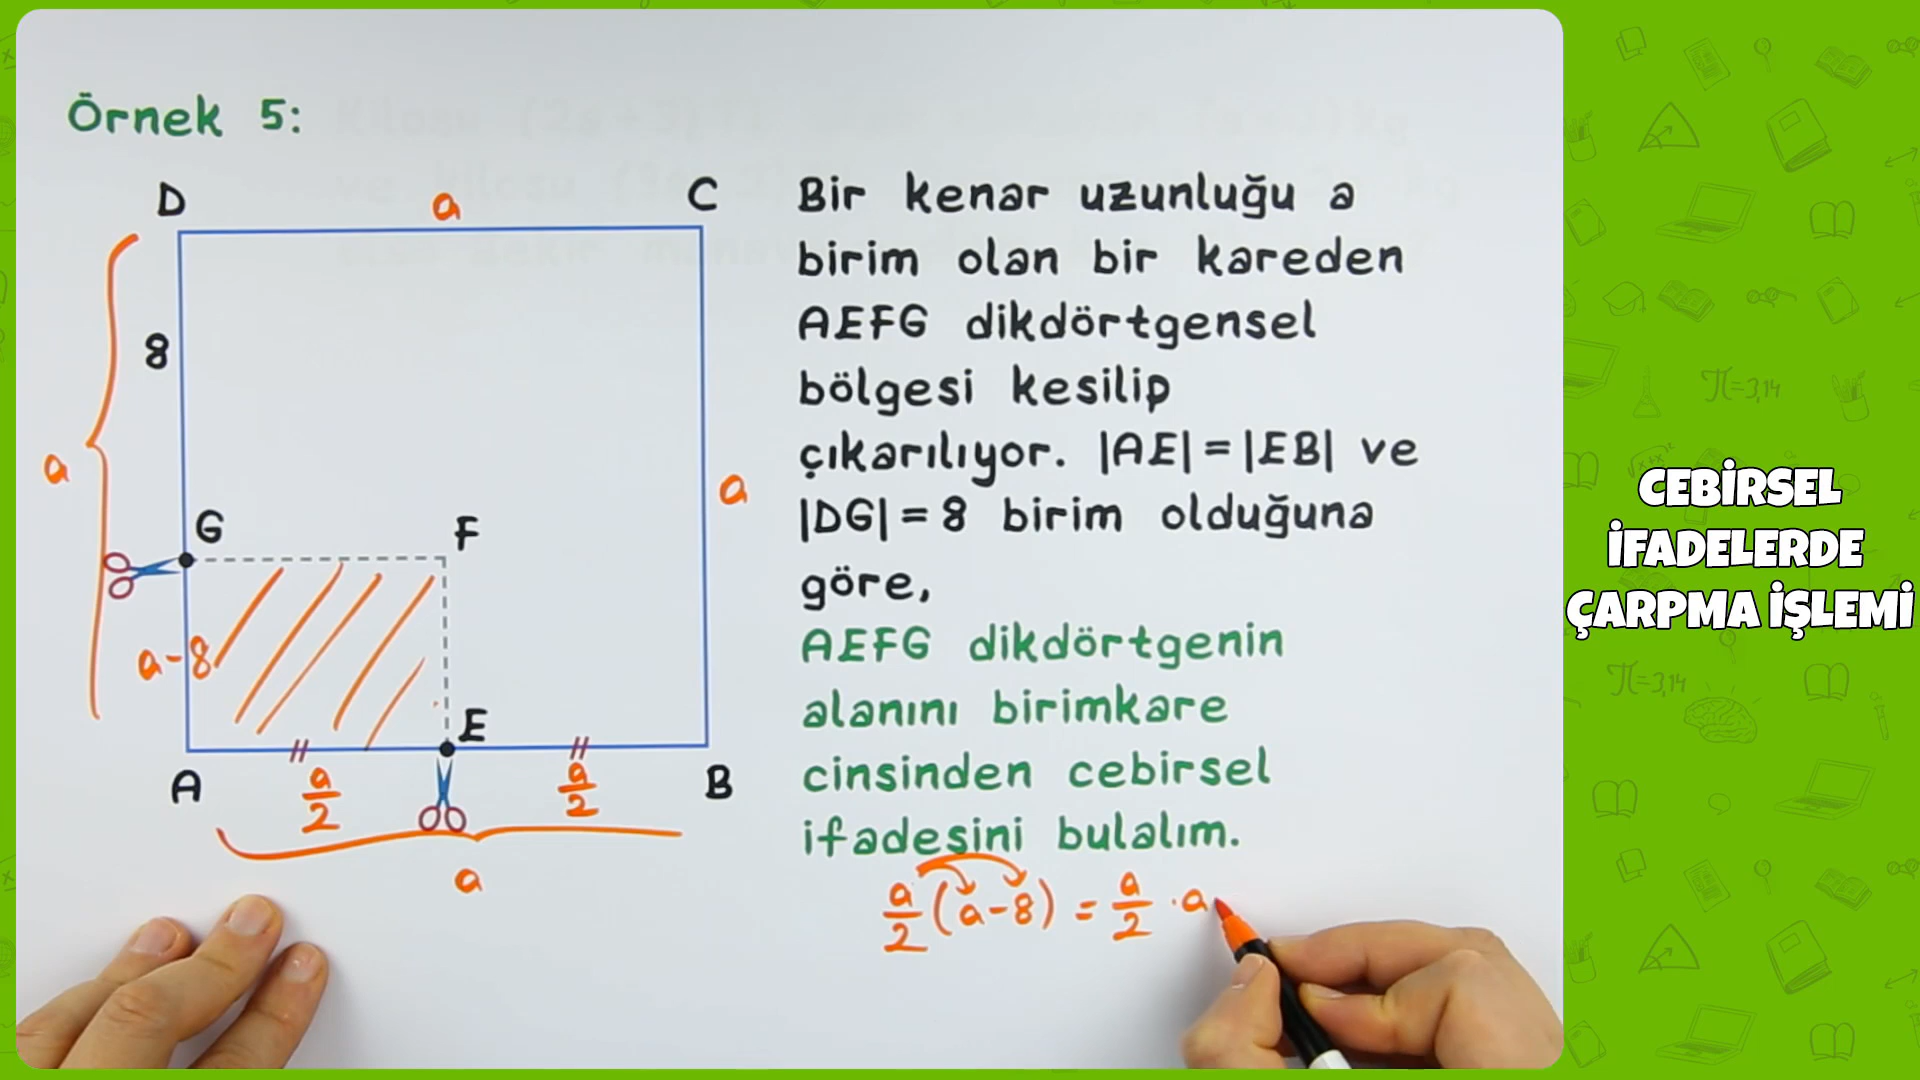 Örnek 5:
D
a
C
8
a
a
G
F
a-8
E
A
B
a/2
a/2
a
Bir kenar uzunluğu a
birim olan bir kareden
AEFG dikdörtgensel
bölgesi kesilip
çıkarılıyor. |AE|=|EB| ve
|DG|=8 birim olduğuna
göre,
AEFG dikdörtgenin
alanını birimkare
cinsinden cebirsel
ifadesini bulalım.
a/2(a-8) = a/2 · a
CEBİRSEL
İFADELERDE
ÇARPMA İŞLEMİ
π=3,14
π=3,14